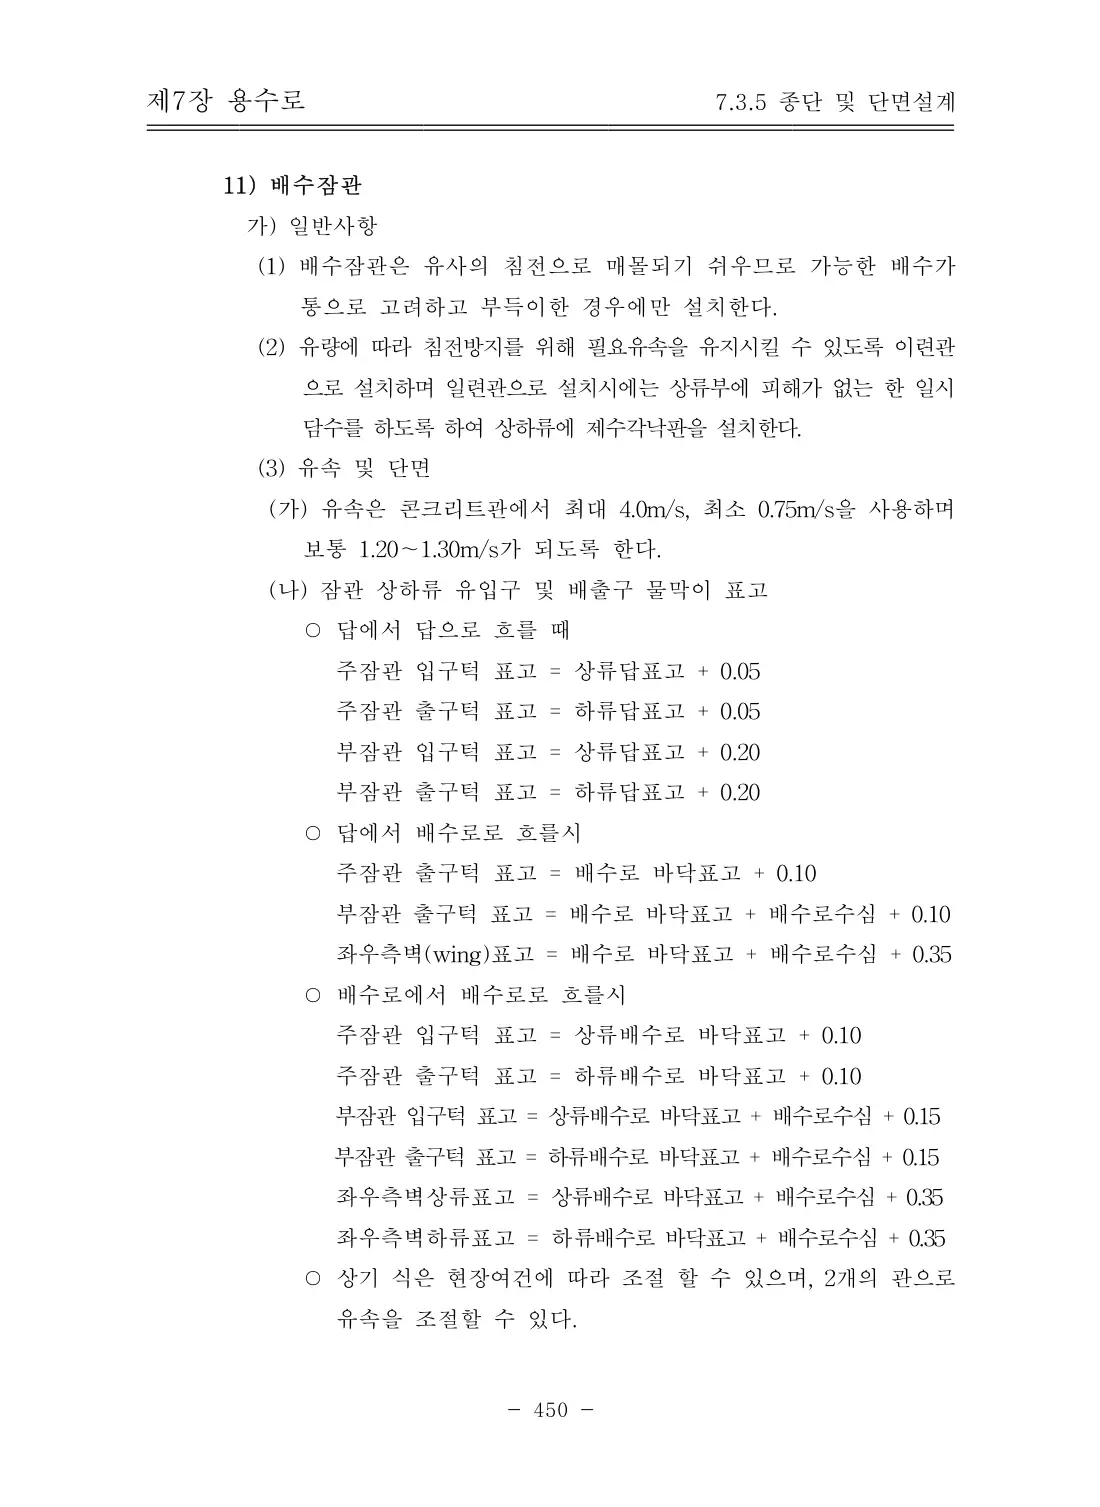 제7장 용수로
7.3.5 종단 및 단면설계
11) 배수잠관
가) 일반사항
(1) 배수잠관은 유사의 침전으로 매몰되기 쉬우므로 가능한 배수가
통으로 고려하고 부득이한 경우에만 설치한다.
(2) 유량에 따라 침전방지를 위해 필요유속을 유지시킬 수 있도록 이련관
으로 설치하며 일련관으로 설치시에는 상류부에 피해가 없는 한 일시
담수를 하도록 하여 상하류에 제수각낙판을 설치한다.
(3) 유속 및 단면
(가) 유속은 콘크리트관에서 최대 4.0m/s, 최소 0.75m/s을 사용하며
보통 1.20～1.30m/s가 되도록 한다.
(나) 잠관 상하류 유입구 및 배출구 물막이 표고
○ 답에서 답으로 흐를 때
주잠관 입구턱 표고 = 상류답표고 + 0.05
주잠관 출구턱 표고 = 하류답표고 + 0.05
부잠관 입구턱 표고 = 상류답표고 + 0.20
부잠관 출구턱 표고 = 하류답표고 + 0.20
○ 답에서 배수로로 흐를시
주잠관 출구턱 표고 = 배수로 바닥표고 + 0.10
부잠관 출구턱 표고 = 배수로 바닥표고 + 배수로수심 + 0.10
좌우측벽(wing)표고 = 배수로 바닥표고 + 배수로수심 + 0.35
○ 배수로에서 배수로로 흐를시
주잠관 입구턱 표고 = 상류배수로 바닥표고 + 0.10
주잠관 출구턱 표고 = 하류배수로 바닥표고 + 0.10
부잠관 입구턱 표고 = 상류배수로 바닥표고 + 배수로수심 + 0.15
부잠관 출구턱 표고 = 하류배수로 바닥표고 + 배수로수심 + 0.15
좌우측벽상류표고 = 상류배수로 바닥표고 + 배수로수심 + 0.35
좌우측벽하류표고 = 하류배수로 바닥표고 + 배수로수심 + 0.35
○ 상기 식은 현장여건에 따라 조절 할 수 있으며, 2개의 관으로
유속을 조절할 수 있다.
- 450 -